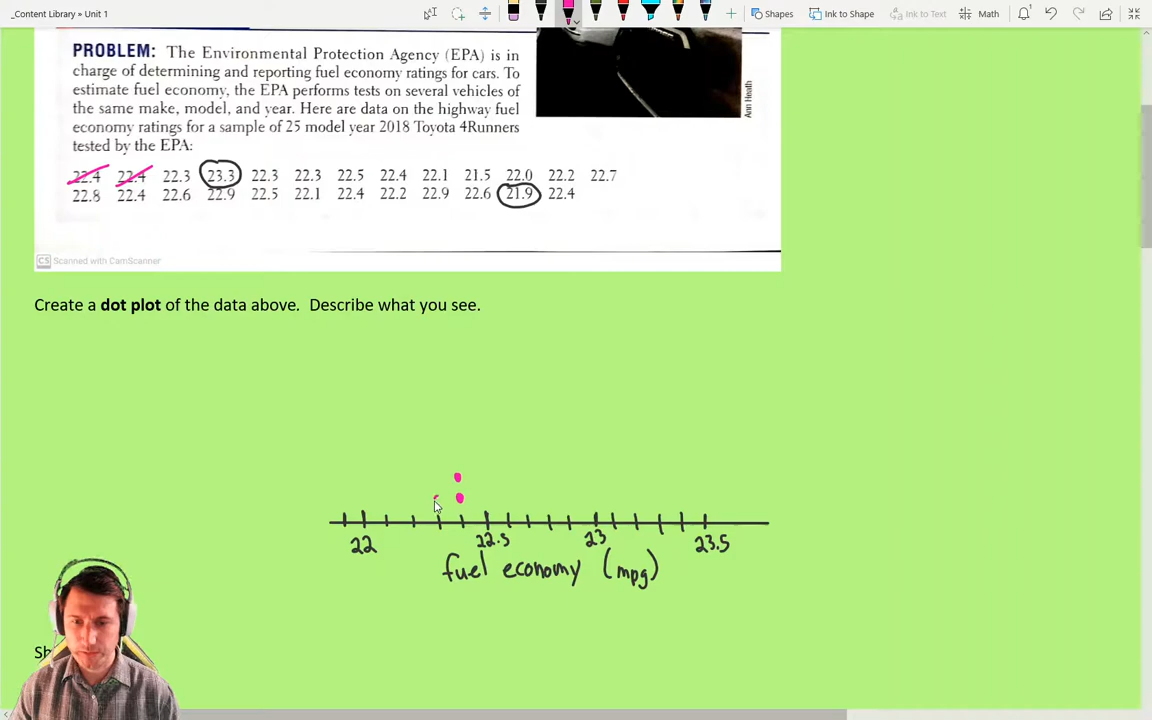 _Content Library » Unit 1
Shapes
Ink to Shape
Ink to Text
Math
PROBLEM: The Environmental Protection Agency (EPA) is in
charge of determining and reporting fuel economy ratings for cars. To
estimate fuel economy, the EPA performs tests on several vehicles of
the same make, model, and year. Here are data on the highway fuel
economy ratings for a sample of 25 model year 2018 Toyota 4Runners
tested by the EPA:
Ann Heath
22.4 22.4 22.3 23.3 22.3 22.3 22.5 22.4 22.1 21.5 22.0 22.2 22.7
22.8 22.4 22.6 22.9 22.5 22.1 22.4 22.2 22.9 22.6 21.9 22.4
CS Scanned with CamScanner
Create a dot plot of the data above. Describe what you see.
22 22.5 23 23.5
fuel economy (mpg)